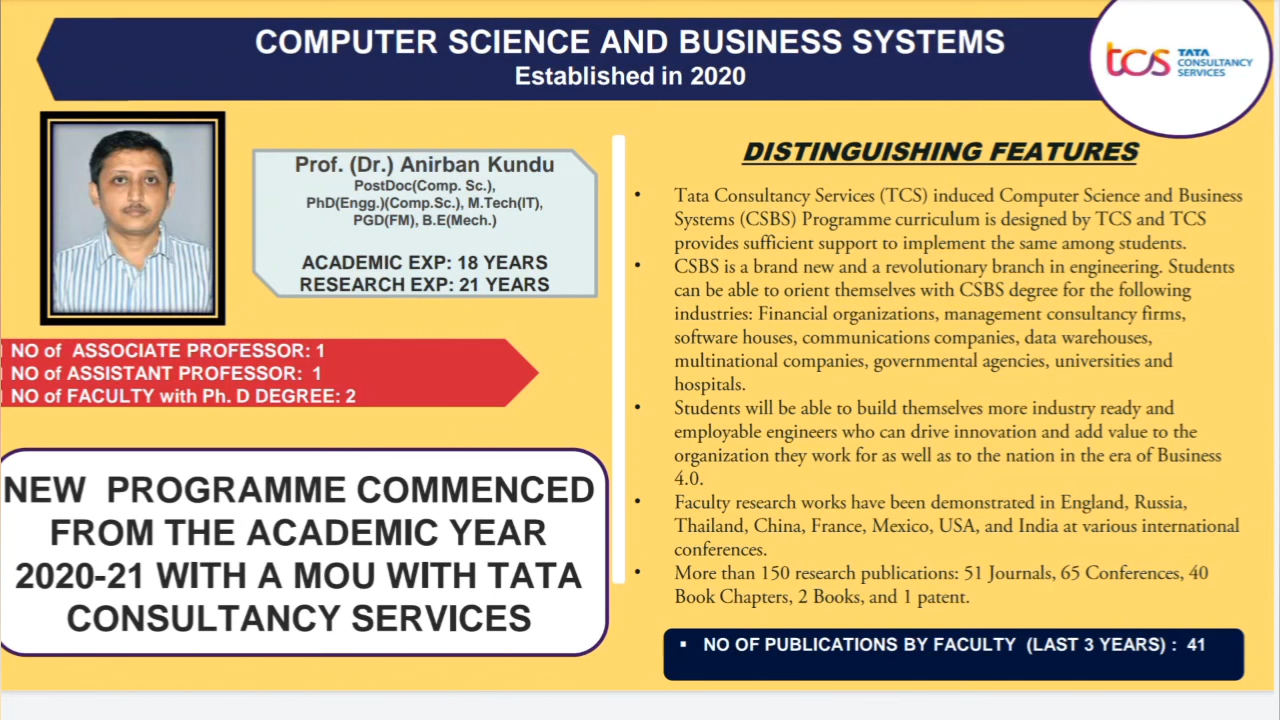 COMPUTER SCIENCE AND BUSINESS SYSTEMS
Established in 2020
tcs TATA
CONSULTANCY
SERVICES
Prof. (Dr.) Anirban Kundu
PostDoc(Comp. Sc.),
PhD(Engg.)(Comp.Sc.), M.Tech(IT),
PGD(FM), B.E(Mech.)
ACADEMIC EXP: 18 YEARS
RESEARCH EXP: 21 YEARS
NO of ASSOCIATE PROFESSOR: 1
NO of ASSISTANT PROFESSOR: 1
NO of FACULTY with Ph. D DEGREE: 2
NEW PROGRAMME COMMENCED
FROM THE ACADEMIC YEAR
2020-21 WITH A MOU WITH TATA
CONSULTANCY SERVICES
DISTINGUISHING FEATURES
• Tata Consultancy Services (TCS) induced Computer Science and Business
Systems (CSBS) Programme curriculum is designed by TCS and TCS
provides sufficient support to implement the same among students.
• CSBS is a brand new and a revolutionary branch in engineering. Students
can be able to orient themselves with CSBS degree for the following
industries: Financial organizations, management consultancy firms,
software houses, communications companies, data warehouses,
multinational companies, governmental agencies, universities and
hospitals.
• Students will be able to build themselves more industry ready and
employable engineers who can drive innovation and add value to the
organization they work for as well as to the nation in the era of Business
4.0.
• Faculty research works have been demonstrated in England, Russia,
Thailand, China, France, Mexico, USA, and India at various international
conferences.
• More than 150 research publications: 51 Journals, 65 Conferences, 40
Book Chapters, 2 Books, and 1 patent.
▪ NO OF PUBLICATIONS BY FACULTY (LAST 3 YEARS) : 41